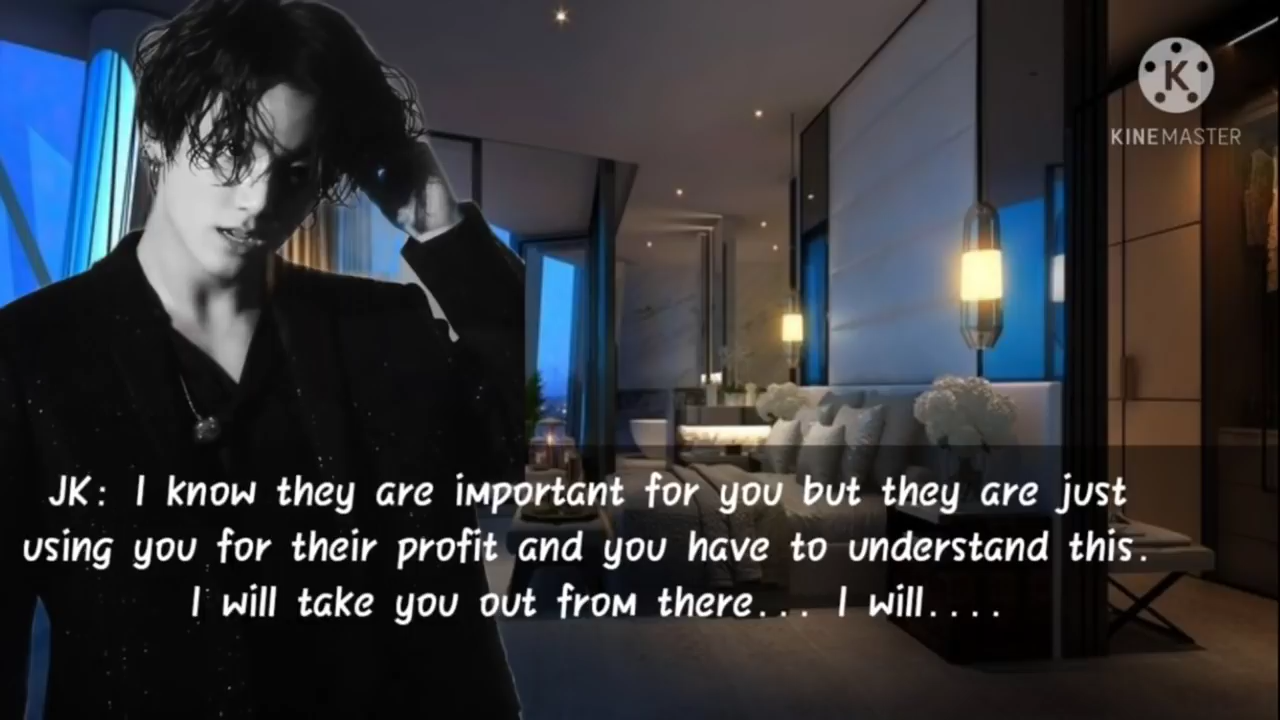 KINEMASTER
JK: I know they are important for you but they are just
using you for their profit and you have to understand this.
I will take you out from there... I will....